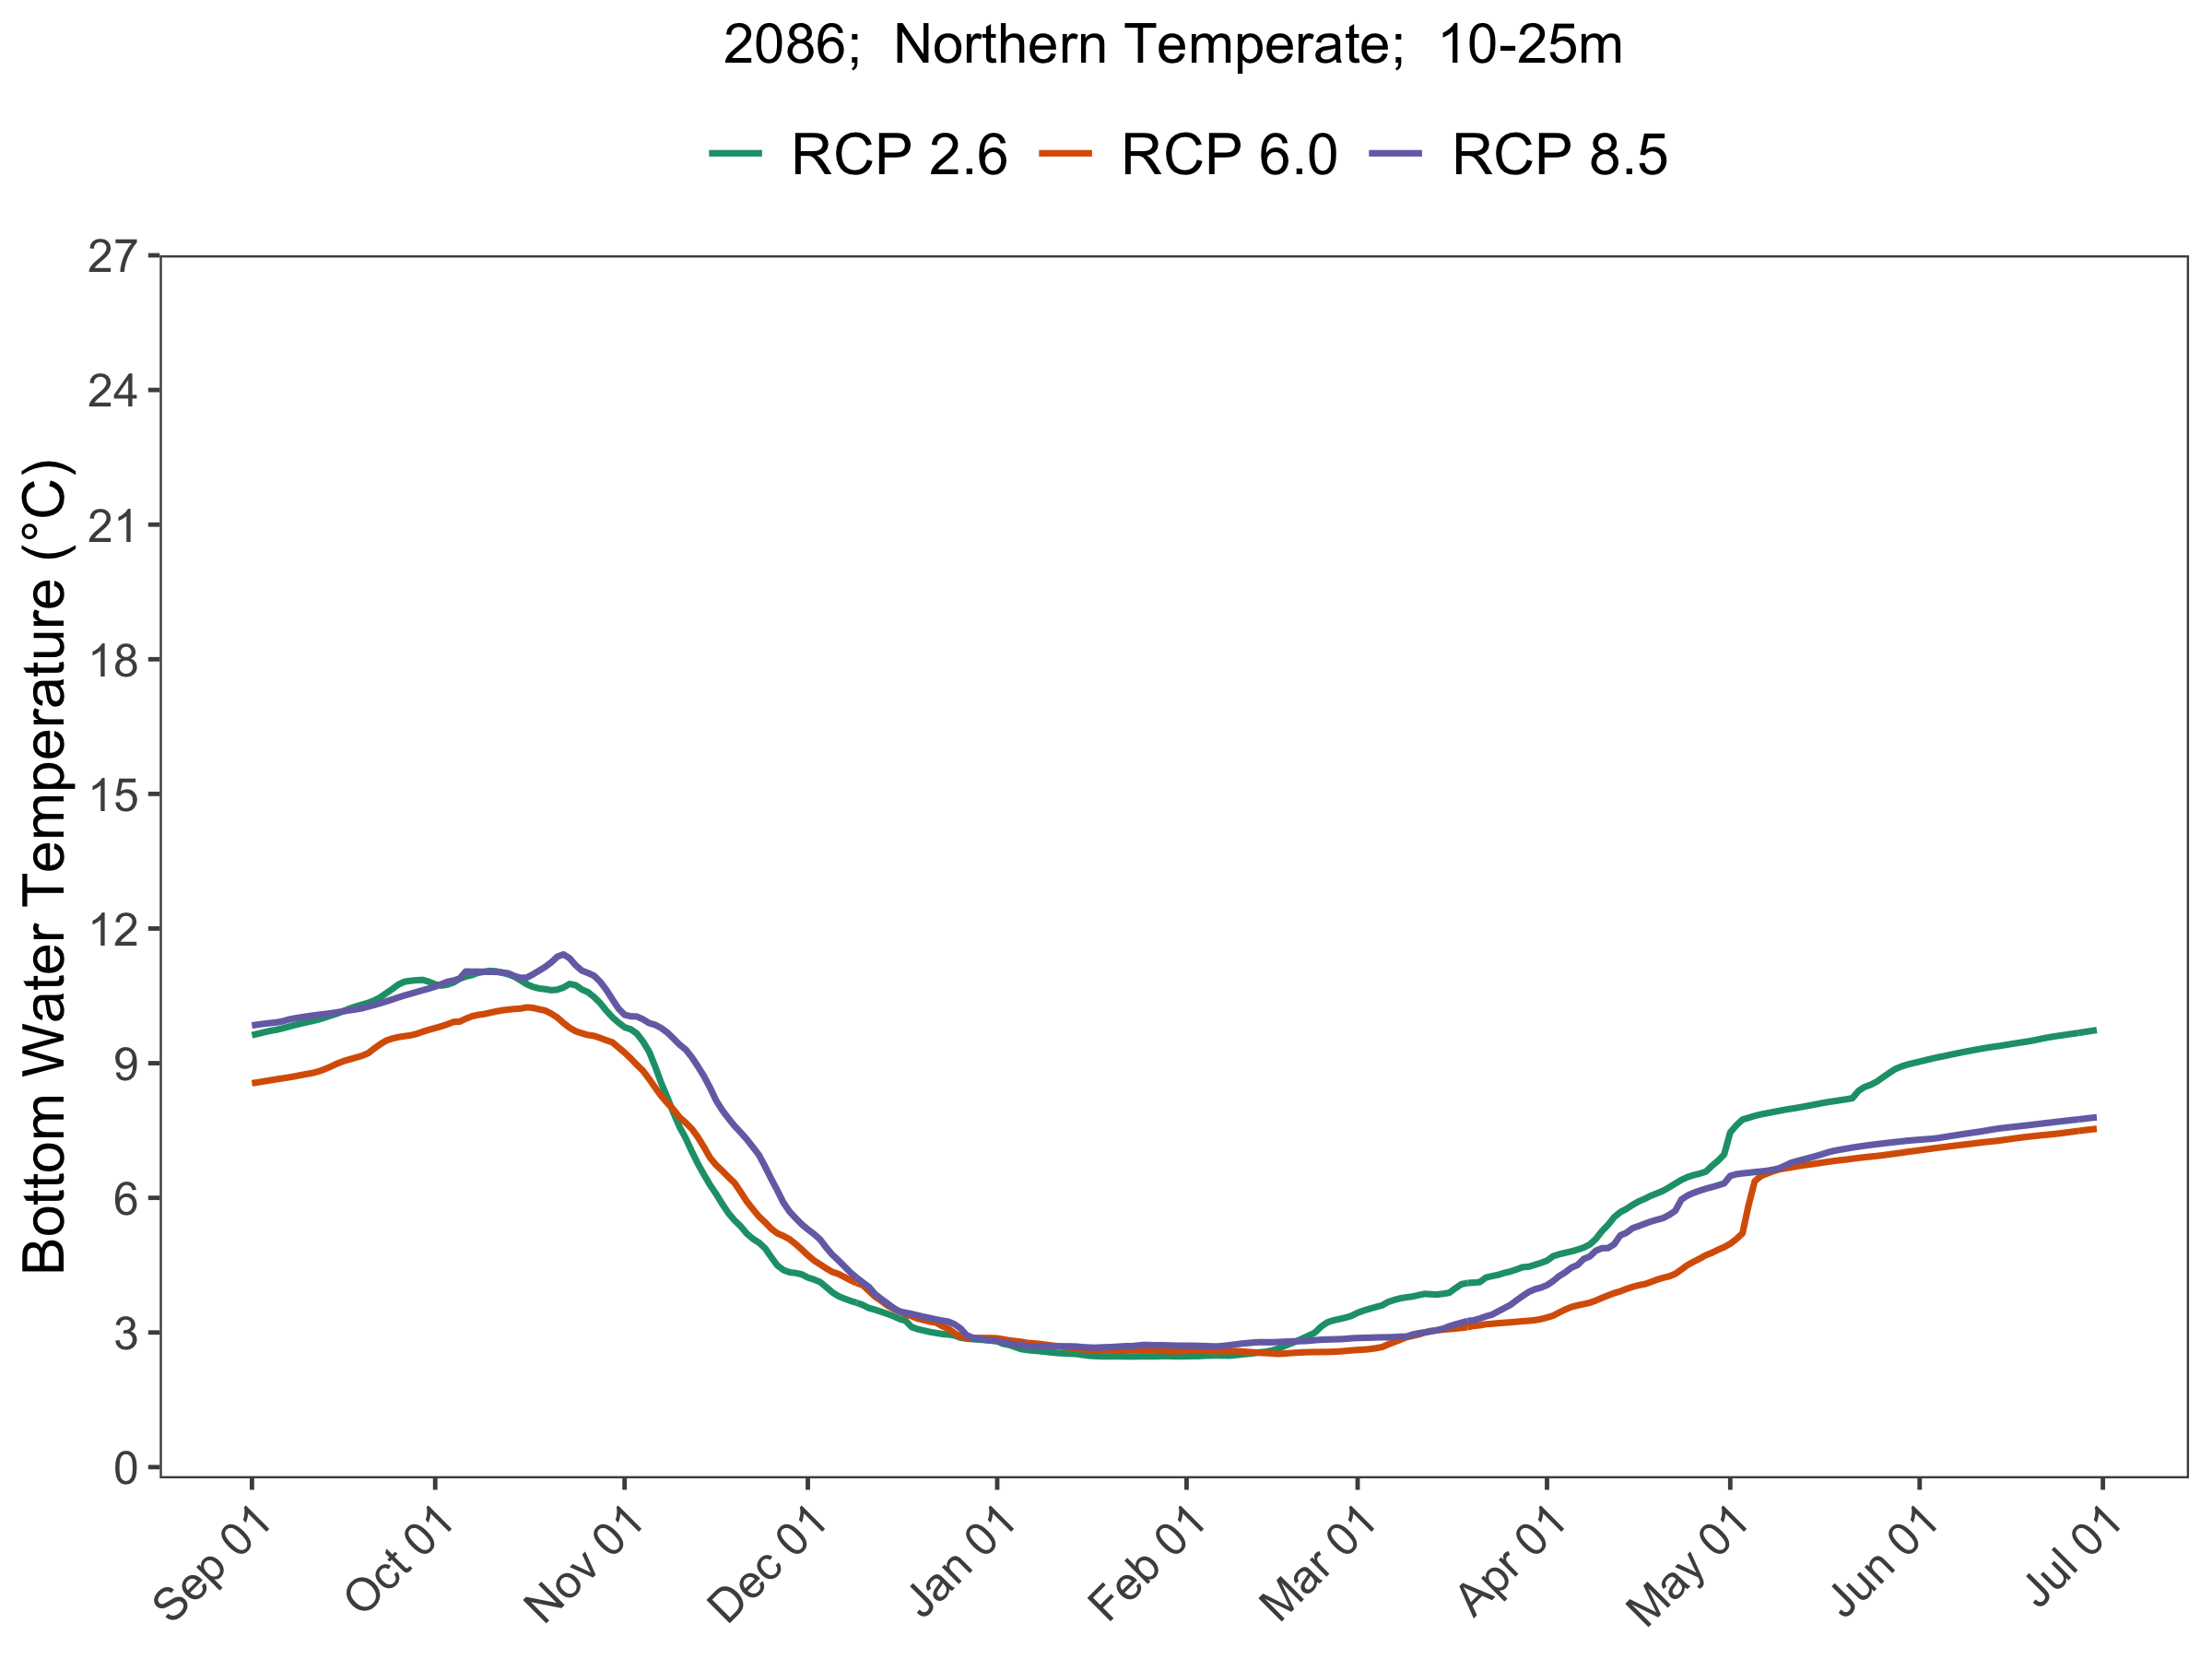 2086;  Northern Temperate;  10-25m
RCP 2.6 RCP 6.0 RCP 8.5
Bottom Water Temperature (°C)
27
24
21
18
15
12
9
6
3
0
Sep 01 Oct 01 Nov 01 Dec 01 Jan 01 Feb 01 Mar 01 Apr 01 May 01 Jun 01 Jul 01